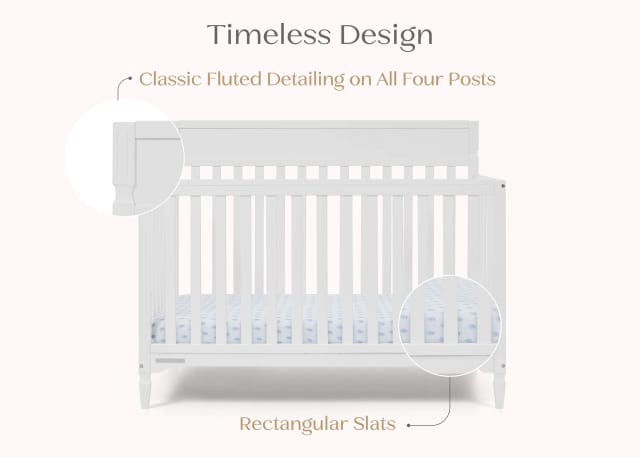 Timeless Design
Classic Fluted Detailing on All Four Posts
Rectangular Slats